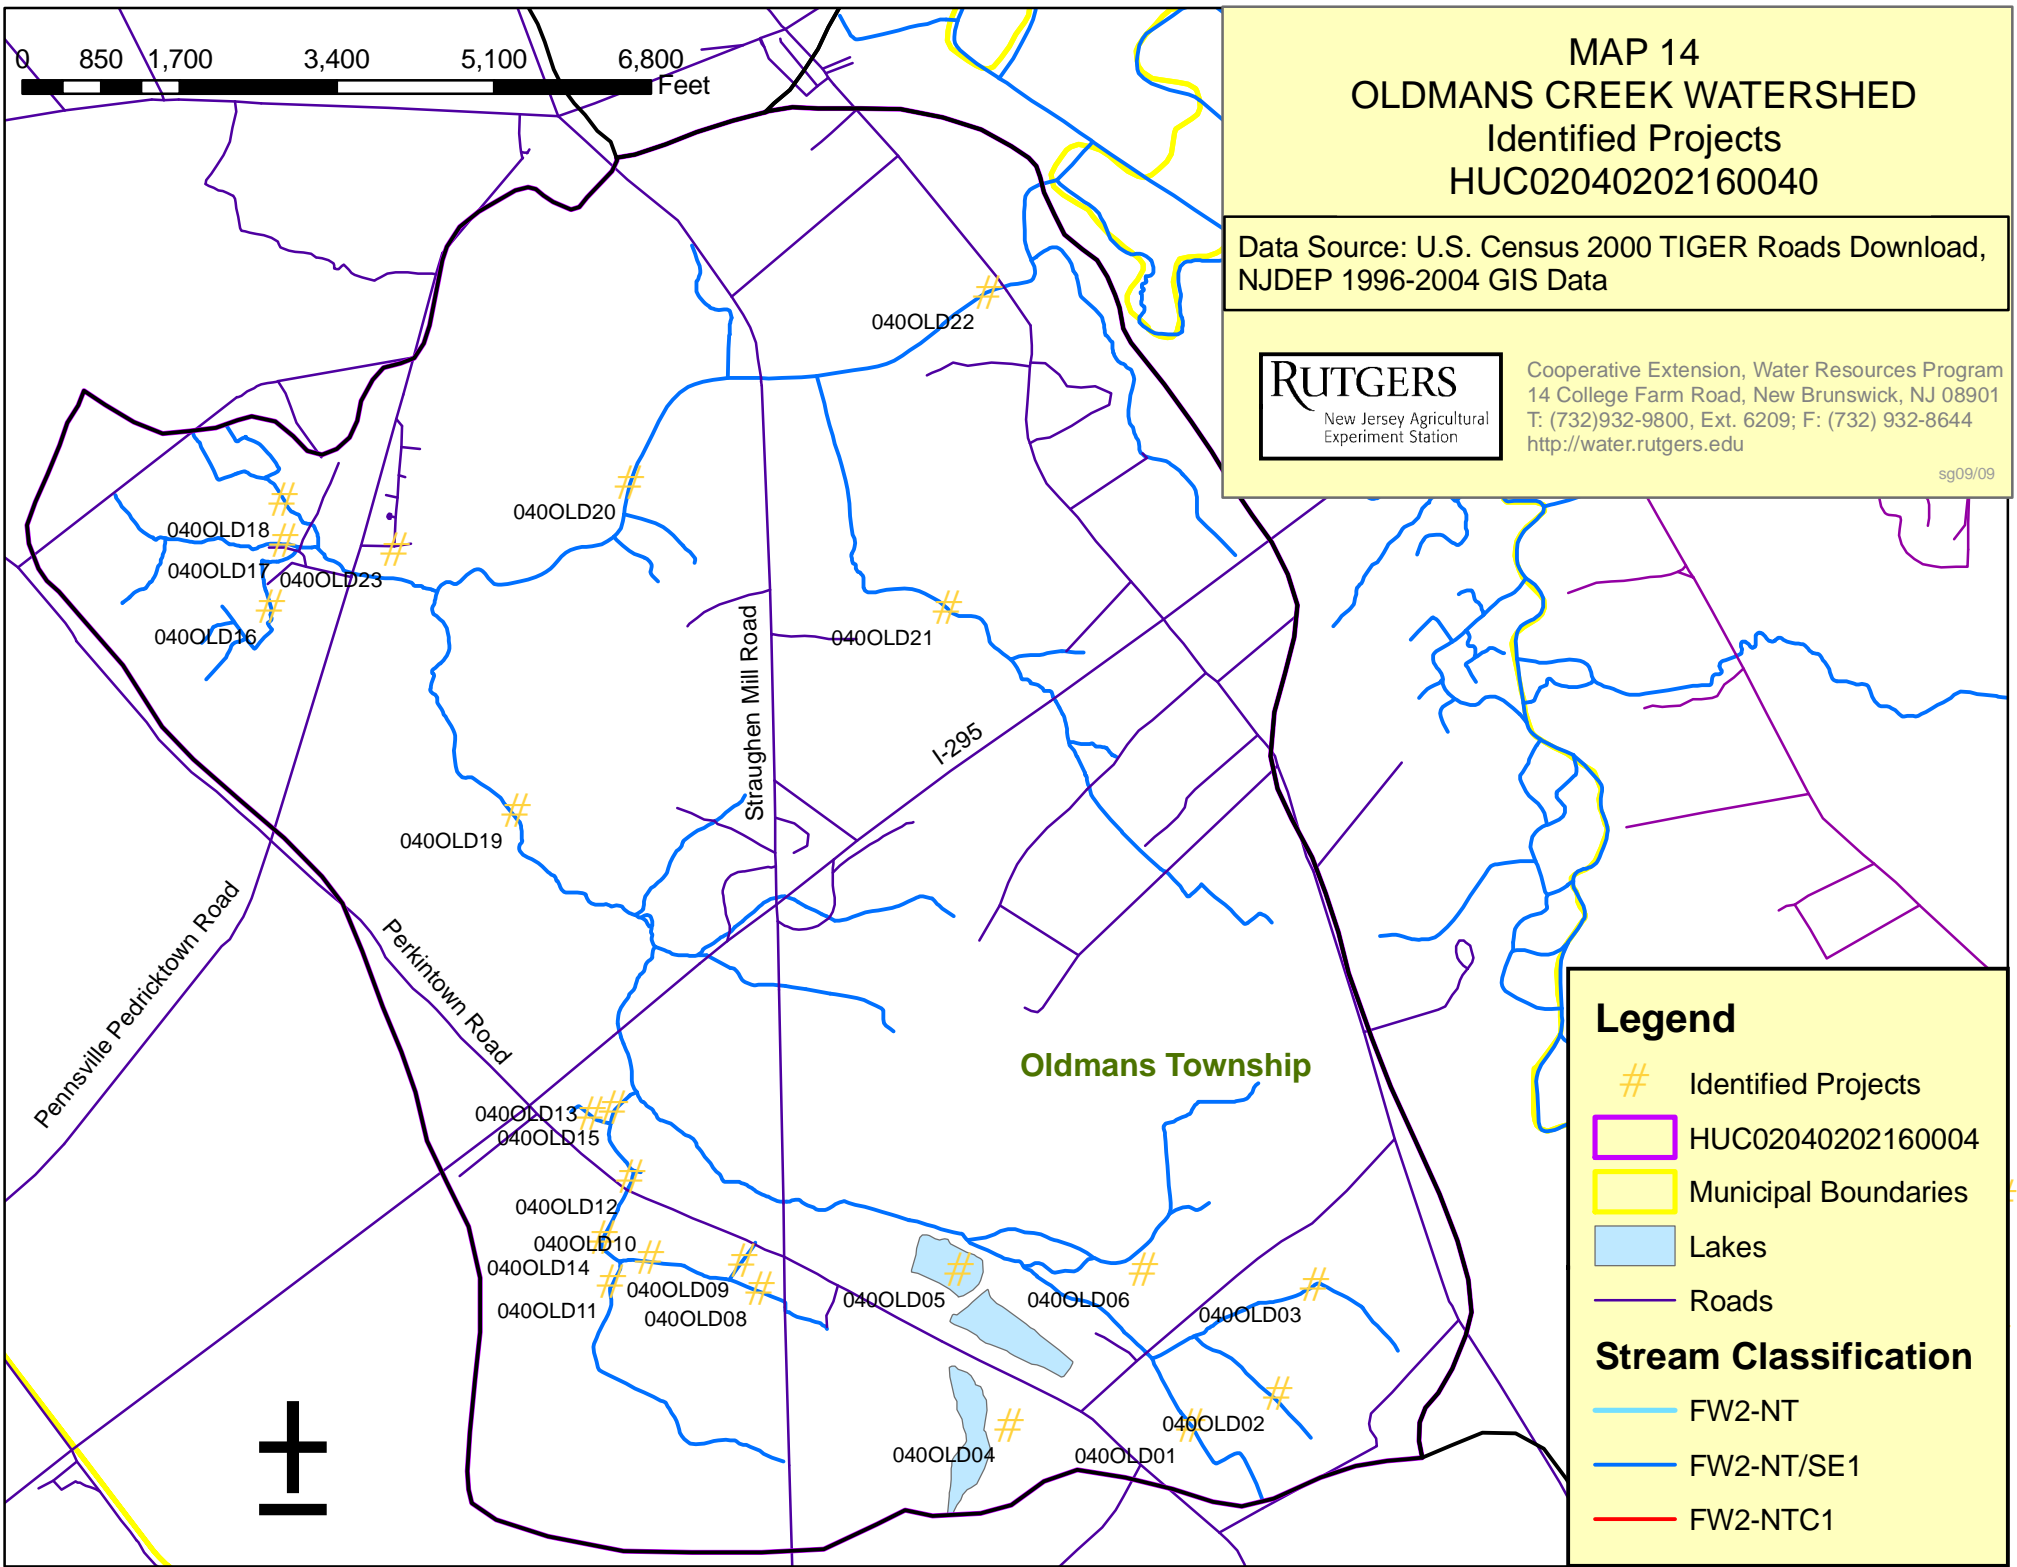 0 850 1,700 3,400 5,100 6,800
Feet
MAP 14
OLDMANS CREEK WATERSHED
Identified Projects
HUC02040202160040
Data Source: U.S. Census 2000 TIGER Roads Download,
NJDEP 1996-2004 GIS Data
RUTGERS
New Jersey Agricultural
Experiment Station
Cooperative Extension, Water Resources Program
14 College Farm Road, New Brunswick, NJ 08901
T: (732)932-9800, Ext. 6209; F: (732) 932-8644
http://water.rutgers.edu
sg09/09
040OLD22
040OLD20
040OLD18
040OLD17
040OLD23
040OLD16
040OLD21
Straughen Mill Road
I-295
040OLD19
Pennsville Pedricktown Road
Perkintown Road
Oldmans Township
040OLD13
040OLD15
040OLD12
040OLD10
040OLD14
040OLD09
040OLD11
040OLD08
040OLD05
040OLD06
040OLD03
040OLD02
040OLD04
040OLD01
Legend
Identified Projects
HUC02040202160004
Municipal Boundaries
Lakes
Roads
Stream Classification
FW2-NT
FW2-NT/SE1
FW2-NTC1